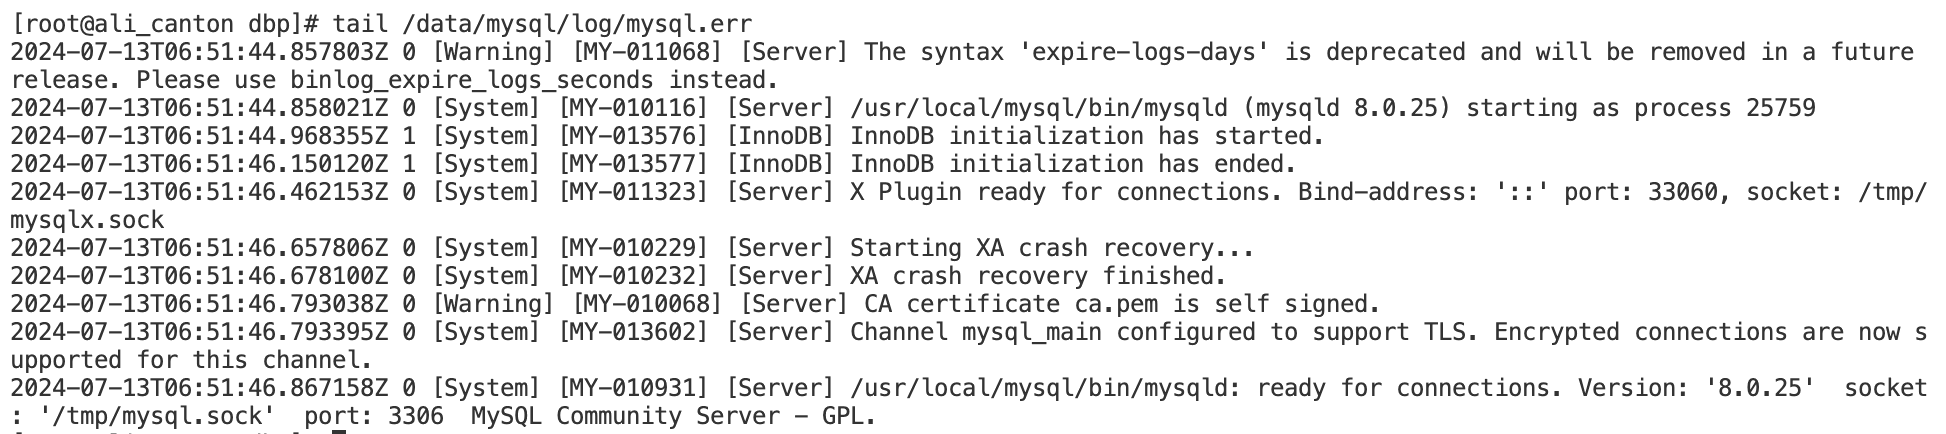 [root@ali_canton dbp]# tail /data/mysql/log/mysql.err
2024-07-13T06:51:44.857803Z 0 [Warning] [MY-011068] [Server] The syntax 'expire-logs-days' is deprecated and will be removed in a future
release. Please use binlog_expire_logs_seconds instead.
2024-07-13T06:51:44.858021Z 0 [System] [MY-010116] [Server] /usr/local/mysql/bin/mysqld (mysqld 8.0.25) starting as process 25759
2024-07-13T06:51:44.968355Z 1 [System] [MY-013576] [InnoDB] InnoDB initialization has started.
2024-07-13T06:51:46.150120Z 1 [System] [MY-013577] [InnoDB] InnoDB initialization has ended.
2024-07-13T06:51:46.462153Z 0 [System] [MY-011323] [Server] X Plugin ready for connections. Bind-address: '::' port: 33060, socket: /tmp/
mysqlx.sock
2024-07-13T06:51:46.657806Z 0 [System] [MY-010229] [Server] Starting XA crash recovery...
2024-07-13T06:51:46.678100Z 0 [System] [MY-010232] [Server] XA crash recovery finished.
2024-07-13T06:51:46.793038Z 0 [Warning] [MY-010068] [Server] CA certificate ca.pem is self signed.
2024-07-13T06:51:46.793395Z 0 [System] [MY-013602] [Server] Channel mysql_main configured to support TLS. Encrypted connections are now s
upported for this channel.
2024-07-13T06:51:46.867158Z 0 [System] [MY-010931] [Server] /usr/local/mysql/bin/mysqld: ready for connections. Version: '8.0.25'  socket
: '/tmp/mysql.sock'  port: 3306  MySQL Community Server - GPL.